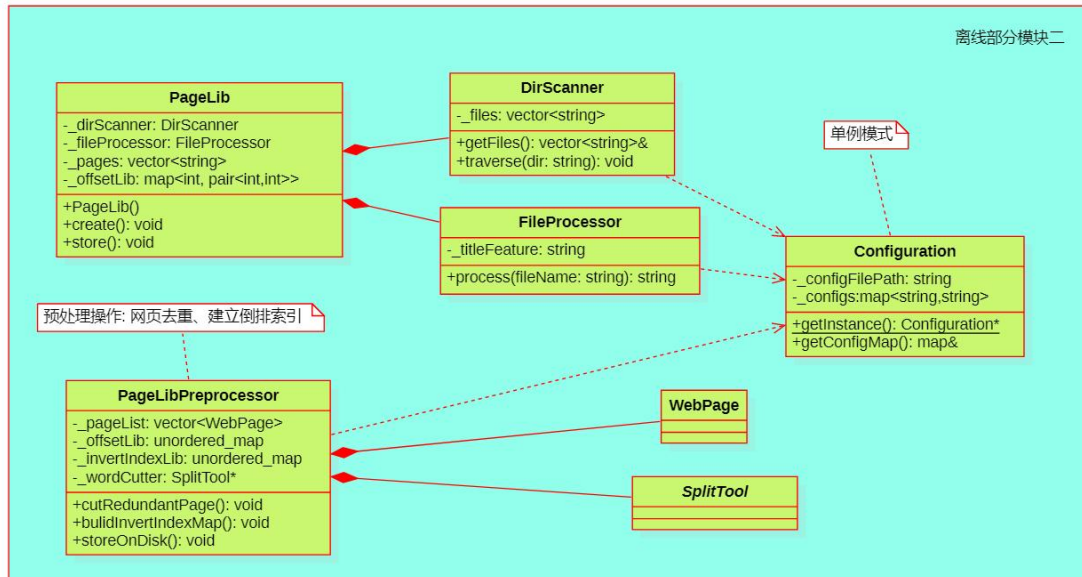 离线部分模块二
PageLib
-_dirScanner: DirScanner
-_fileProcessor: FileProcessor
-_pages: vector<string>
-_offsetLib: map<int, pair<int,int>>
+PageLib()
+create(): void
+store(): void
DirScanner
-_files: vector<string>
+getFiles(): vector<string>&
+traverse(dir: string): void
单例模式
FileProcessor
-_titleFeature: string
+process(fileName: string): string
Configuration
-_configFilePath: string
-_configs:map<string,string>
+getInstance(): Configuration*
+getConfigMap(): map&
预处理操作: 网页去重、建立倒排索引
PageLibPreprocessor
-_pageList: vector<WebPage>
-_offsetLib: unordered_map
-_invertIndexLib: unordered_map
-_wordCutter: SplitTool*
+cutRedundantPage(): void
+bulidInvertIndexMap(): void
+storeOnDisk(): void
WebPage
SplitTool